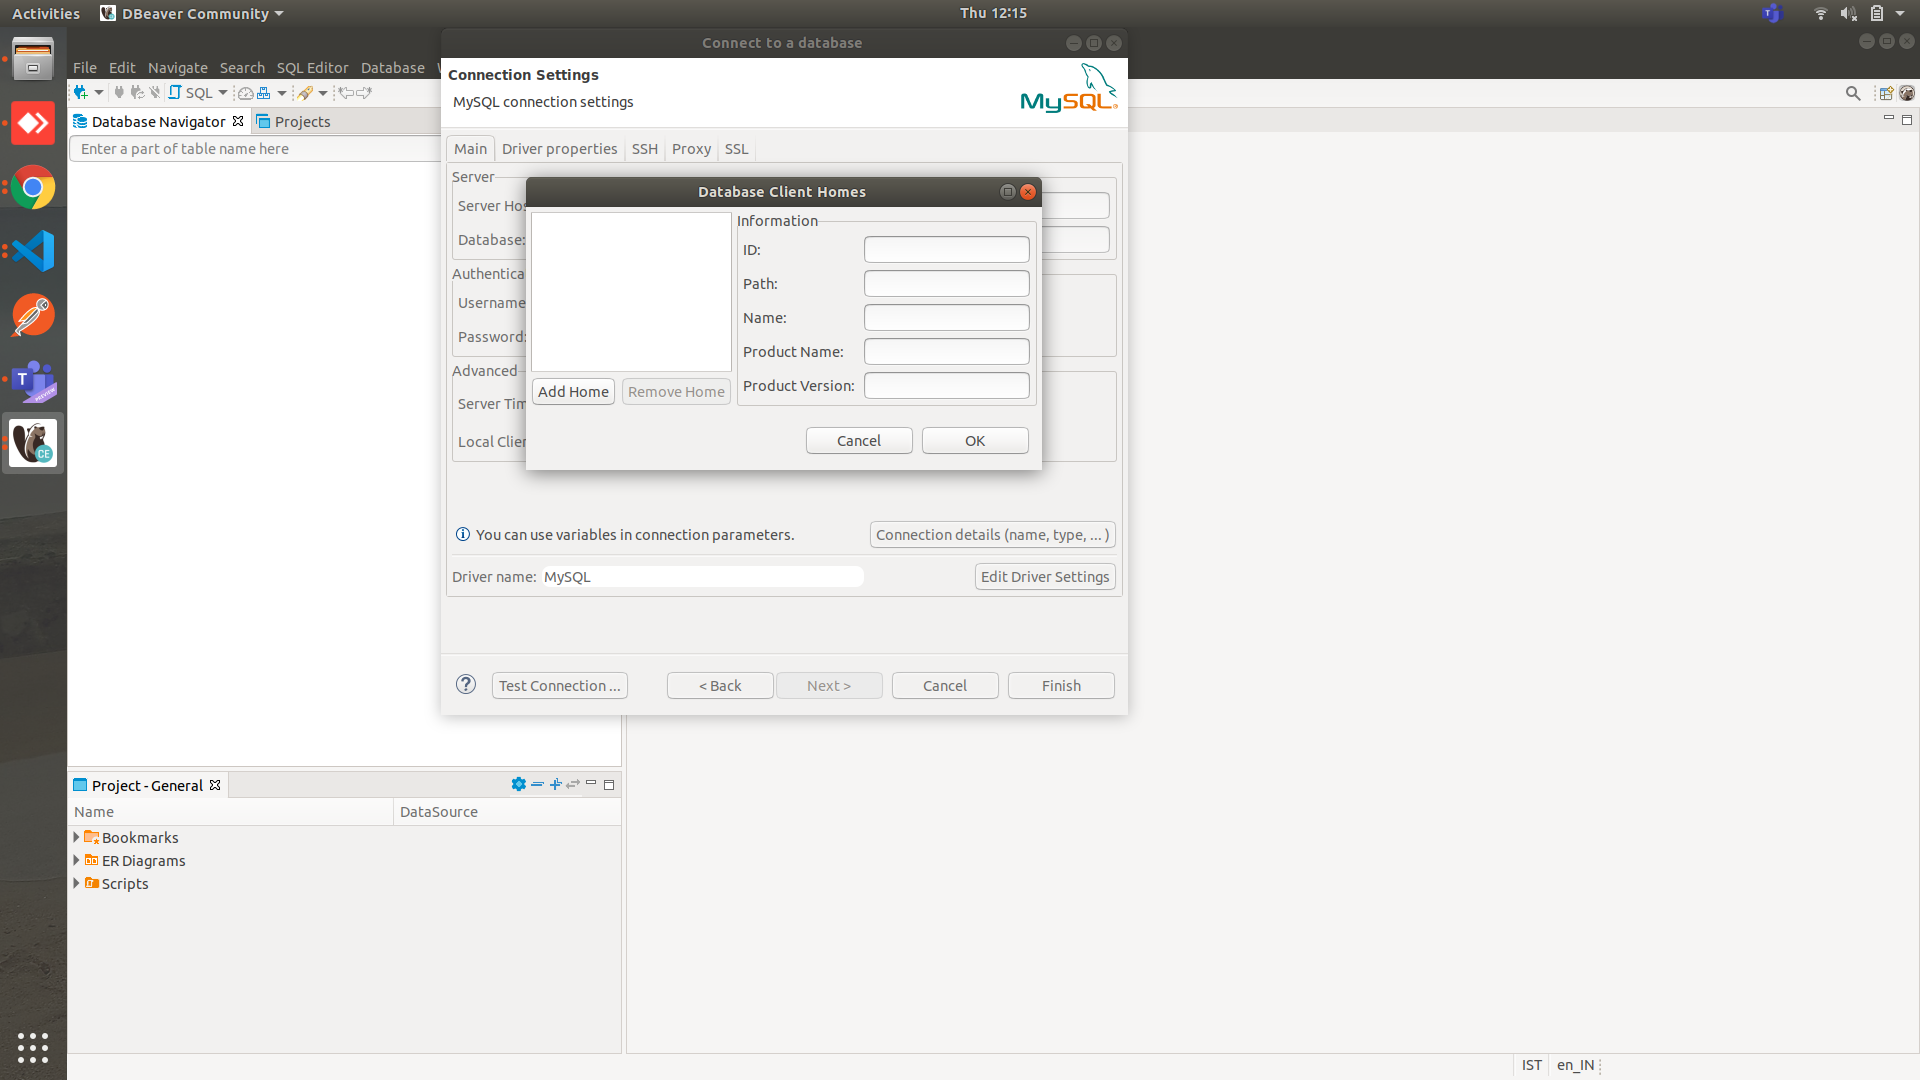 Activities
DBeaver Community
Thu 12:15
Connect to a database
File Edit Navigate Search SQL Editor Database
SQL
Connection Settings
MySQL connection settings
MySQL
Database Navigator
Projects
Enter a part of table name here
Main
Driver properties
SSH
Proxy
SSL
Server
Server Hos
Database:
Authentica
Username
Password:
Advanced
Server Tim
Local Clien
Database Client Homes
Information
ID:
Path:
Name:
Product Name:
Product Version:
Add Home
Remove Home
Cancel
OK
You can use variables in connection parameters.
Connection details (name, type, ... )
Driver name: MySQL
Edit Driver Settings
?
Test Connection ...
< Back
Next >
Cancel
Finish
Project - General
Name
DataSource
Bookmarks
ER Diagrams
Scripts
T
PREVIEW
CE
IST
en_IN